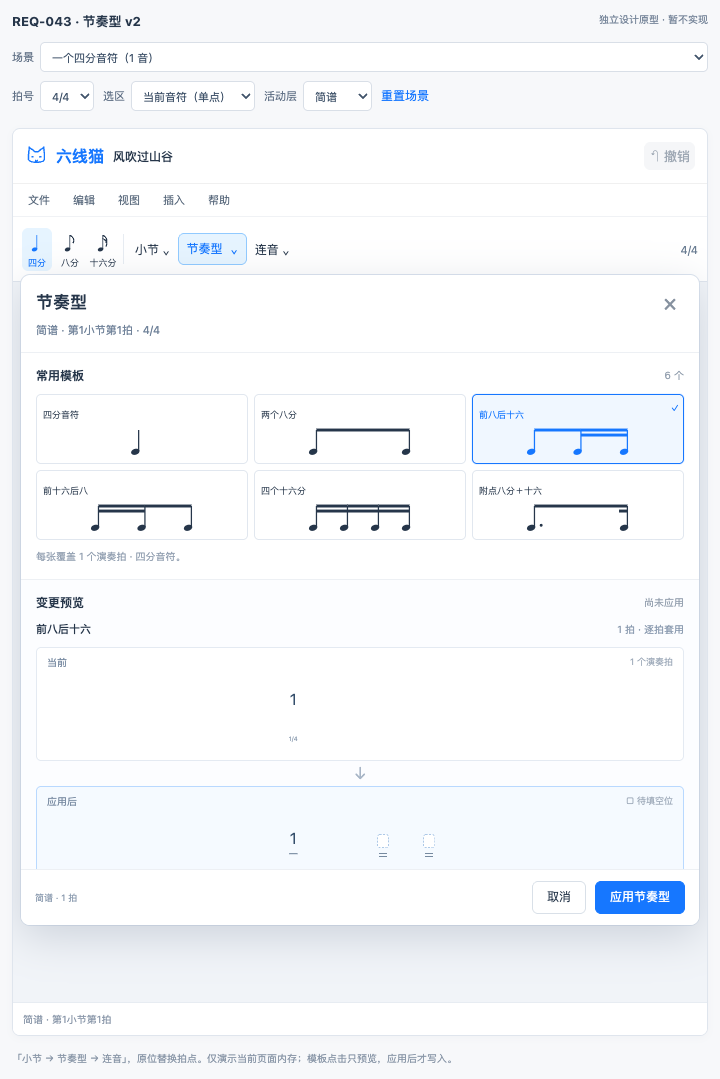 REQ-043 · 节奏型 v2
独立设计原型 · 暂不实现
场景 一个四分音符（1 音）
拍号 4/4 选区 当前音符（单点） 活动层 简谱 重置场景
六线猫 风吹过山谷
撤销
文件 编辑 视图 插入 帮助
四分 八分 十六分 小节 节奏型 连音 4/4
节奏型
简谱 · 第1小节第1拍 · 4/4
常用模板 6 个
四分音符 两个八分 前八后十六
前十六后八 四个十六分 附点八分＋十六
每张覆盖 1 个演奏拍 · 四分音符。
变更预览 尚未应用
前八后十六 1 拍 · 逐拍套用
当前 1 个演奏拍
1
1/4
应用后 待填空位
1
简谱 · 1 拍 取消 应用节奏型
简谱 · 第1小节第1拍
「小节 → 节奏型 → 连音」，原位替换拍点。仅演示当前页面内存；模板点击只预览，应用后才写入。